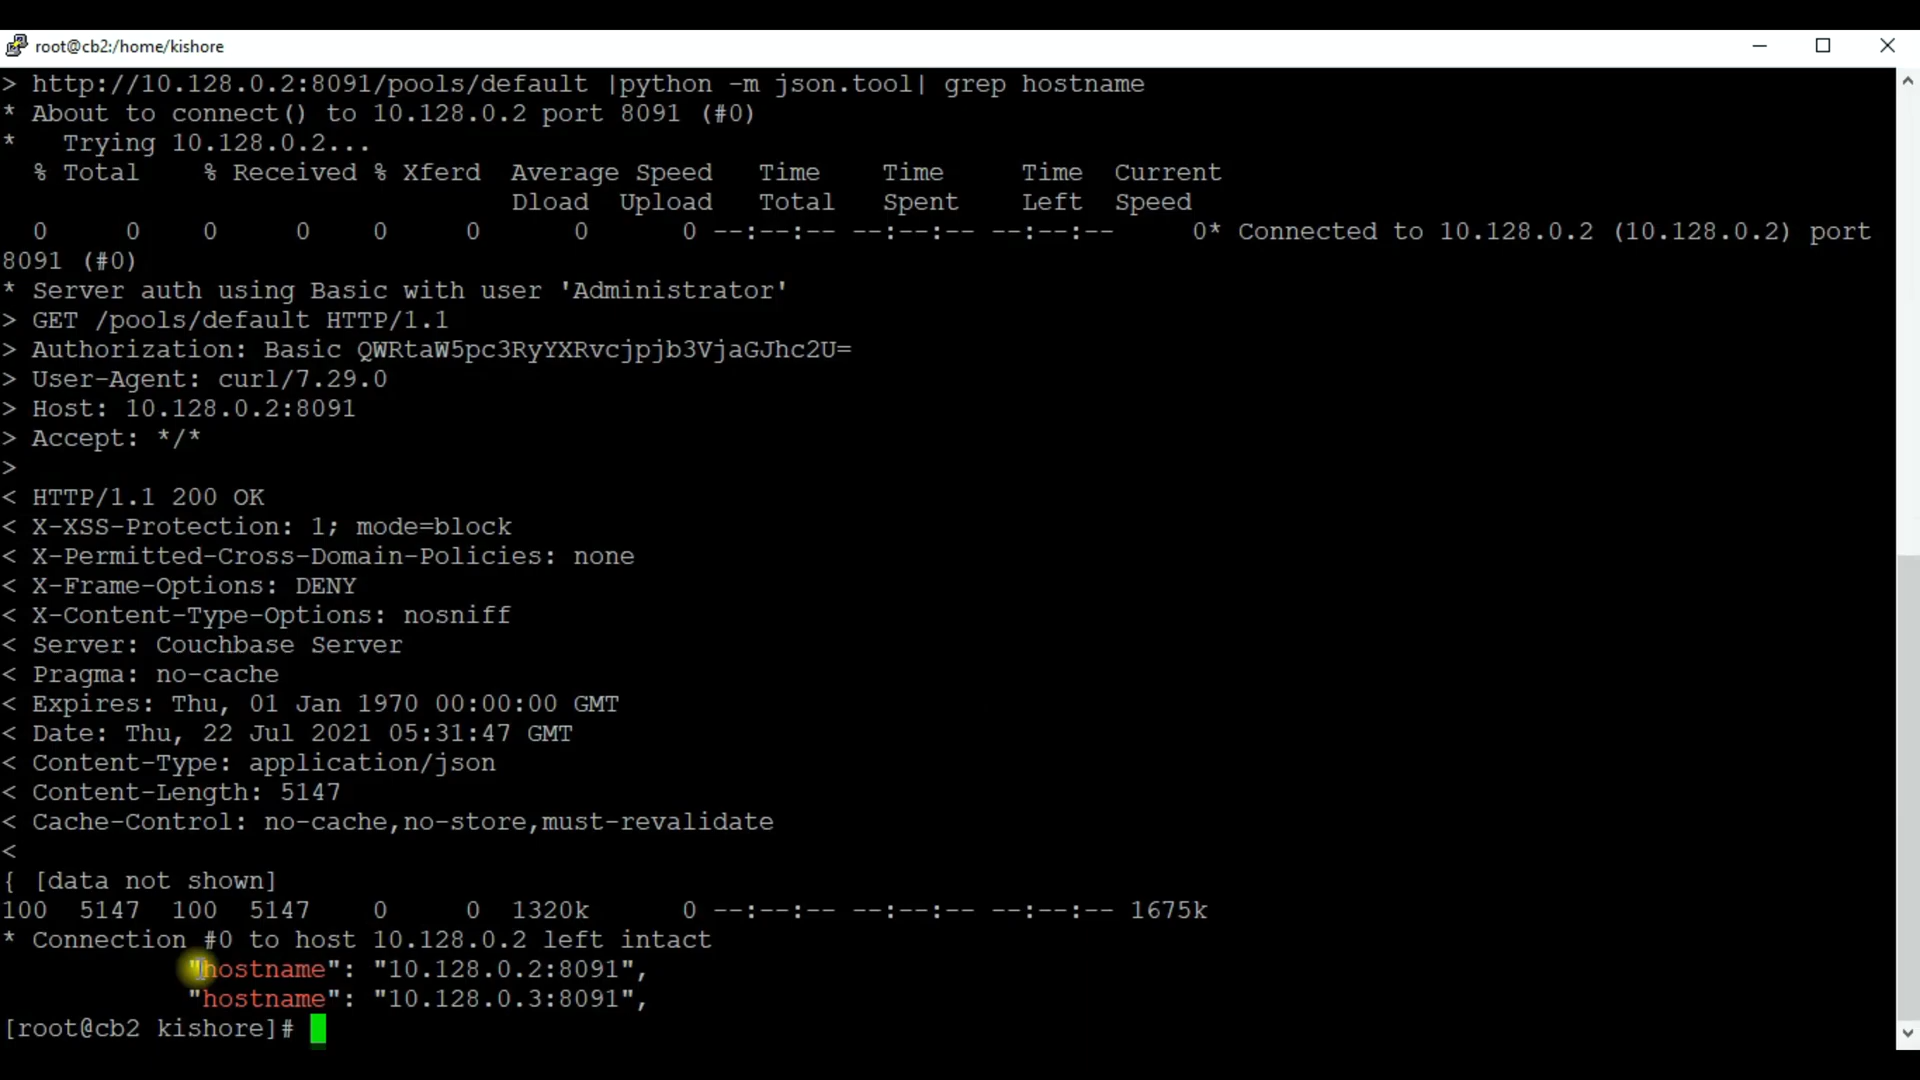 root@cb2:/home/kishore
> http://10.128.0.2:8091/pools/default |python -m json.tool| grep hostname
* About to connect() to 10.128.0.2 port 8091 (#0)
*   Trying 10.128.0.2...
  % Total    % Received % Xferd  Average Speed   Time    Time     Time  Current
                                 Dload  Upload   Total   Spent    Left  Speed
  0     0    0     0    0     0      0      0 --:--:-- --:--:-- --:--:--     0* Connected to 10.128.0.2 (10.128.0.2) port
8091 (#0)
* Server auth using Basic with user 'Administrator'
> GET /pools/default HTTP/1.1
> Authorization: Basic QWRtaW5pc3RyYXRvcjpjb3VjaGJhc2U=
> User-Agent: curl/7.29.0
> Host: 10.128.0.2:8091
> Accept: */*
>
< HTTP/1.1 200 OK
< X-XSS-Protection: 1; mode=block
< X-Permitted-Cross-Domain-Policies: none
< X-Frame-Options: DENY
< X-Content-Type-Options: nosniff
< Server: Couchbase Server
< Pragma: no-cache
< Expires: Thu, 01 Jan 1970 00:00:00 GMT
< Date: Thu, 22 Jul 2021 05:31:47 GMT
< Content-Type: application/json
< Content-Length: 5147
< Cache-Control: no-cache,no-store,must-revalidate
<
{ [data not shown]
100  5147  100  5147    0     0  1320k      0 --:--:-- --:--:-- --:--:-- 1675k
* Connection #0 to host 10.128.0.2 left intact
            "hostname": "10.128.0.2:8091",
            "hostname": "10.128.0.3:8091",
[root@cb2 kishore]#